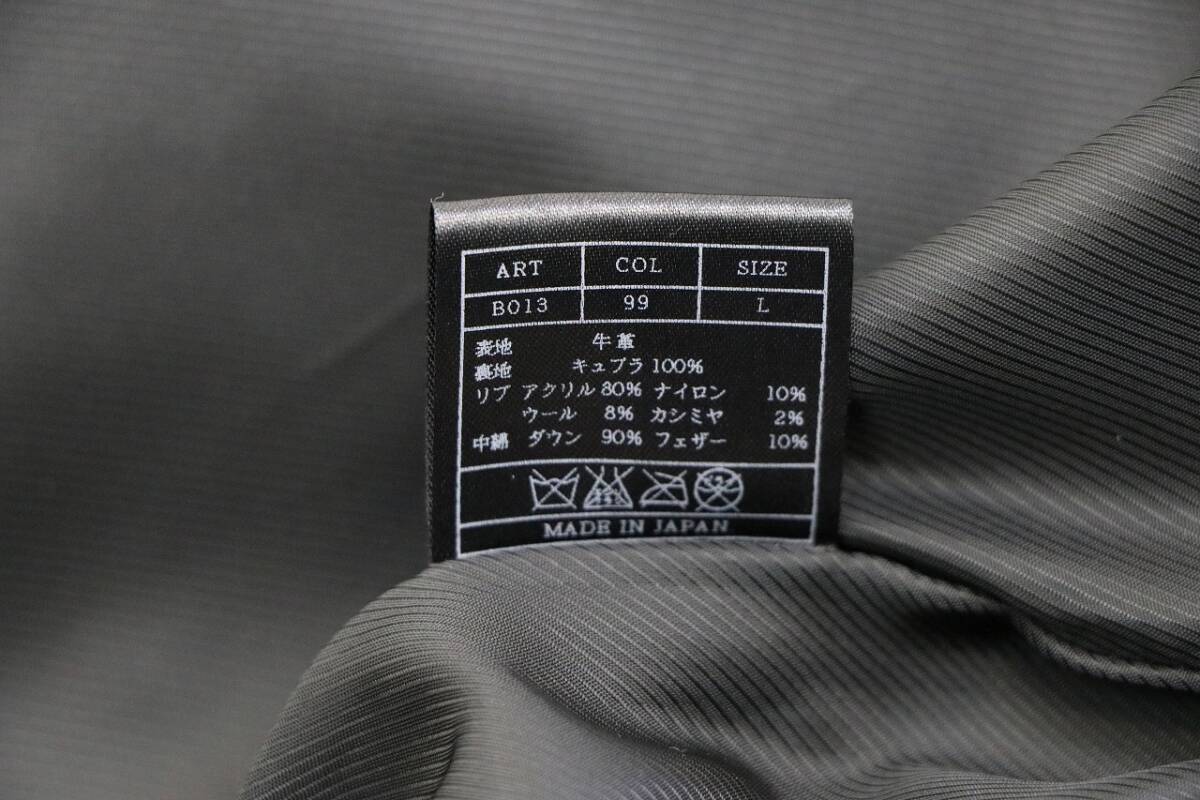 ART COL SIZE
B013 99 L
表地 牛革
裏地 キュプラ 100%
リブ アクリル 80% ナイロン 10%
ウール 8% カシミヤ 2%
中綿 ダウン 90% フェザー 10%
MADE IN JAPAN